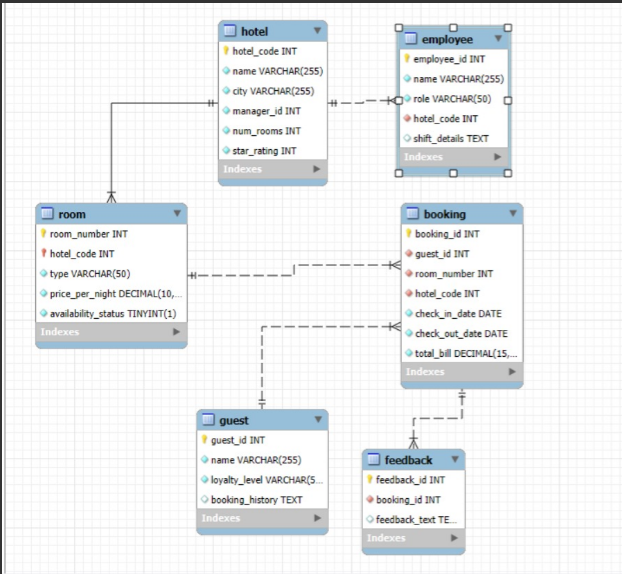 hotel
hotel_code INT
name VARCHAR(255)
city VARCHAR(255)
manager_id INT
num_rooms INT
star_rating INT
Indexes
employee
employee_id INT
name VARCHAR(255)
role VARCHAR(50)
hotel_code INT
shift_details TEXT
Indexes
room
room_number INT
hotel_code INT
type VARCHAR(50)
price_per_night DECIMAL(10,...
availability_status TINYINT(1)
Indexes
booking
booking_id INT
guest_id INT
room_number INT
hotel_code INT
check_in_date DATE
check_out_date DATE
total_bill DECIMAL(15,...
Indexes
guest
guest_id INT
name VARCHAR(255)
loyalty_level VARCHAR(5...
booking_history TEXT
Indexes
feedback
feedback_id INT
booking_id INT
feedback_text TE...
Indexes